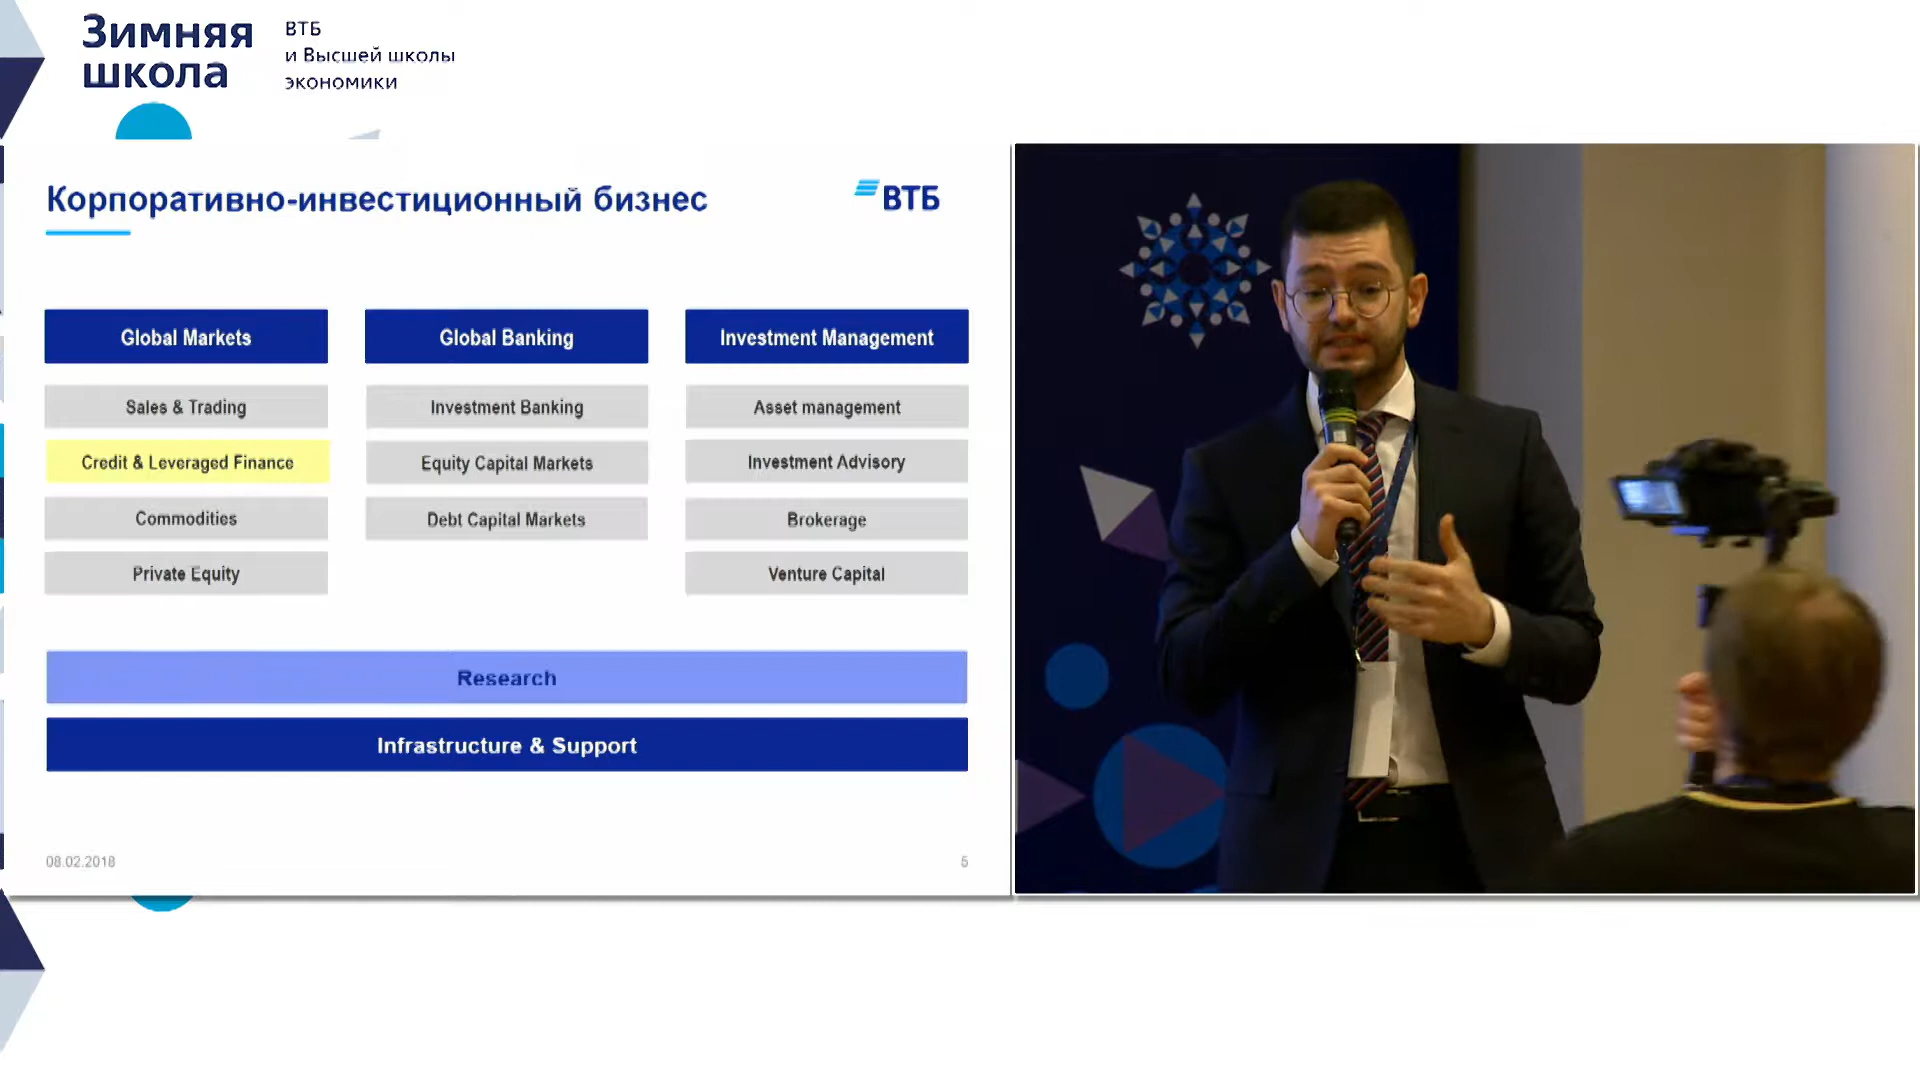 Зимняя
школа
ВТБ
и Высшей школы
экономики
Корпоративно-инвестиционный бизнес
ВТБ
Global Markets
Sales & Trading
Credit & Leveraged Finance
Commodities
Private Equity
Global Banking
Investment Banking
Equity Capital Markets
Debt Capital Markets
Investment Management
Asset management
Investment Advisory
Brokerage
Venture Capital
Research
Infrastructure & Support
08.02.2018
5